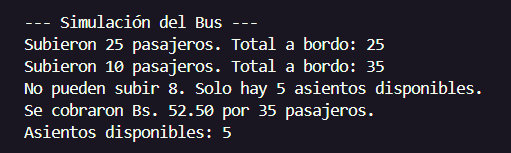 --- Simulación del Bus ---
Subieron 25 pasajeros. Total a bordo: 25
Subieron 10 pasajeros. Total a bordo: 35
No pueden subir 8. Solo hay 5 asientos disponibles.
Se cobraron Bs. 52.50 por 35 pasajeros.
Asientos disponibles: 5